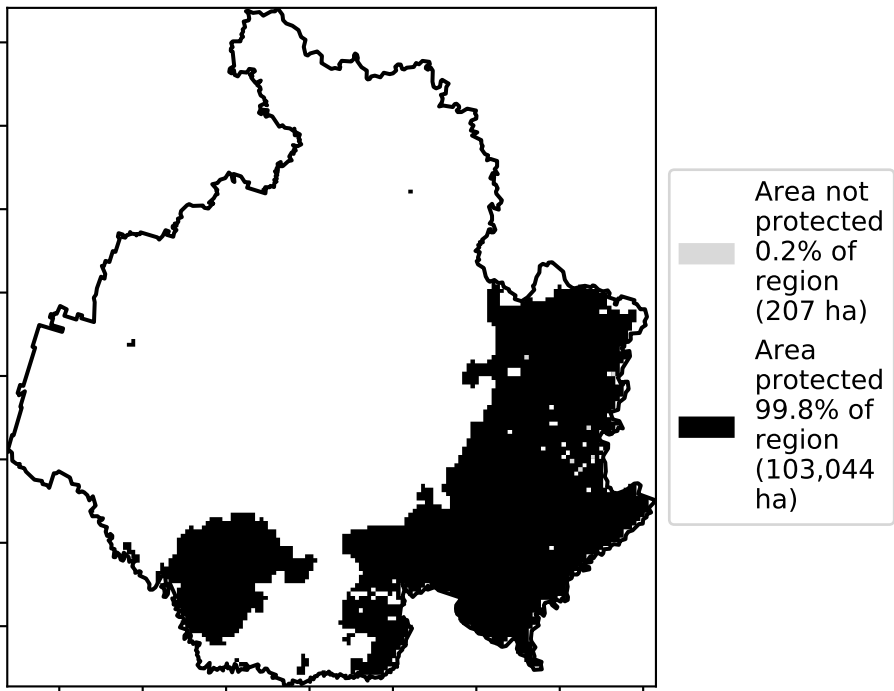 Area not
protected
0.2% of
region
(207 ha)
Area
protected
99.8% of
region
(103,044
ha)